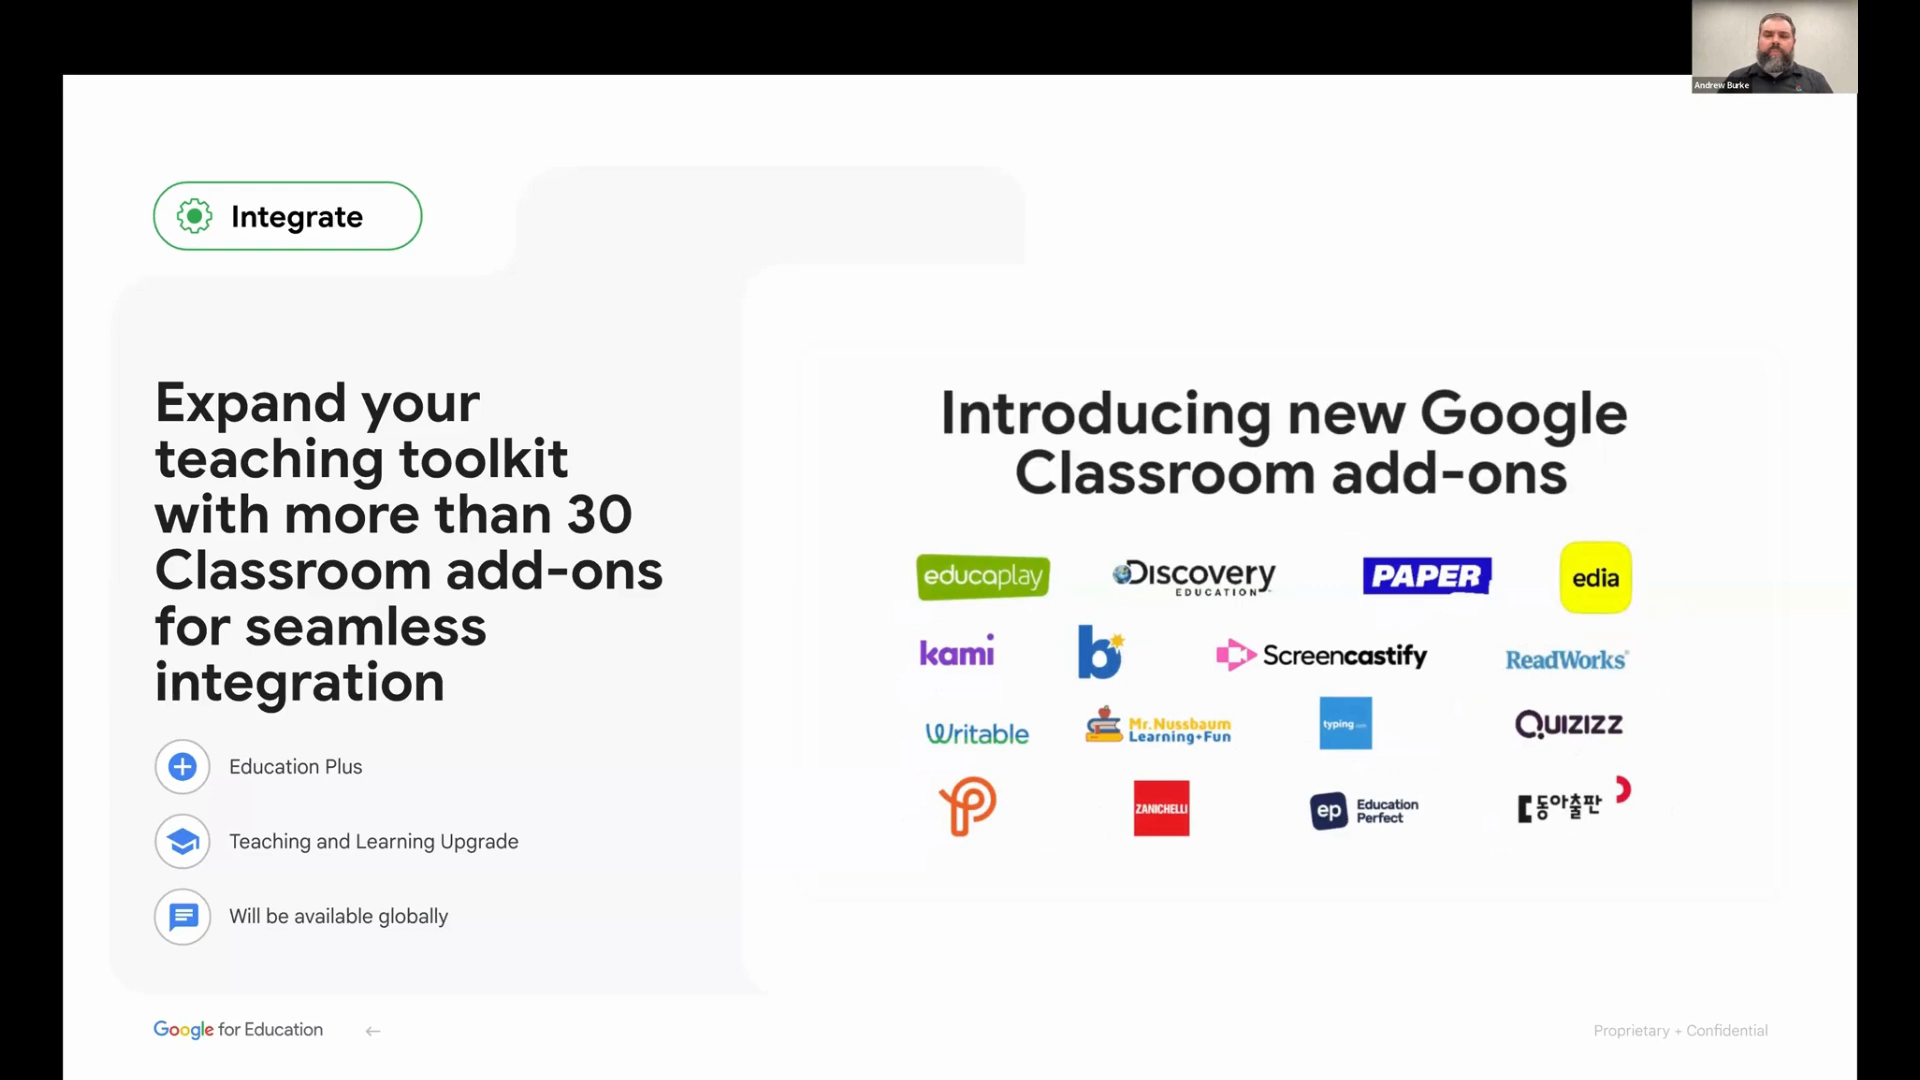 Andrew Burke
Integrate
Expand your
teaching toolkit
with more than 30
Classroom add-ons
for seamless
integration
Education Plus
Teaching and Learning Upgrade
Will be available globally
Introducing new Google
Classroom add-ons
educaplay
DISCOVERY
EDUCATION
PAPER
edia
kami
b
Screencastify
ReadWorks®
Writable
Mr. Nussbaum
Learning+Fun
typing.com
QUIZIZZ
ZANICHELLI
ep
Education
Perfect
동아출판
Google for Education
Proprietary + Confidential